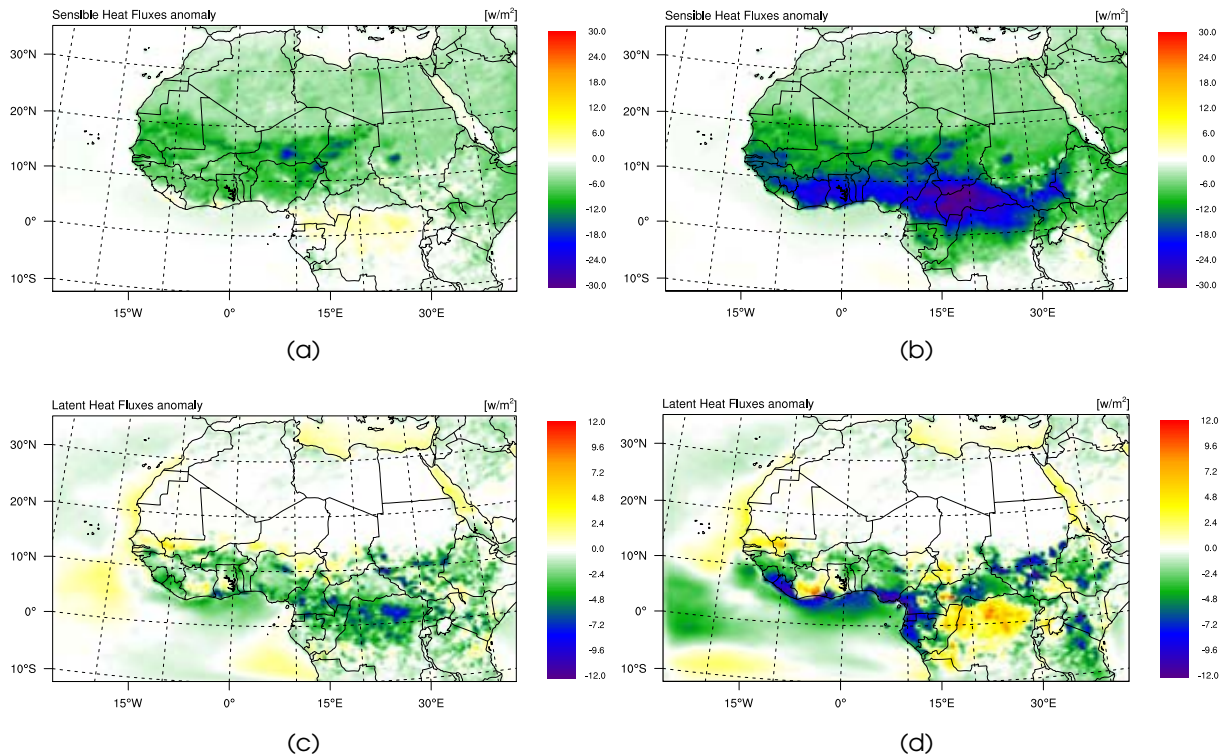 Sensible Heat Fluxes anomaly [w/m²]
30°N
20°N
10°N
0°
10°S
15°W 0° 15°E 30°E
30.0
24.0
18.0
12.0
6.0
0.0
-6.0
-12.0
-18.0
-24.0
-30.0
(a)
Sensible Heat Fluxes anomaly [w/m²]
30°N
20°N
10°N
0°
10°S
15°W 0° 15°E 30°E
30.0
24.0
18.0
12.0
6.0
0.0
-6.0
-12.0
-18.0
-24.0
-30.0
(b)
Latent Heat Fluxes anomaly [w/m²]
30°N
20°N
10°N
0°
10°S
15°W 0° 15°E 30°E
12.0
9.6
7.2
4.8
2.4
0.0
-2.4
-4.8
-7.2
-9.6
-12.0
(c)
Latent Heat Fluxes anomaly [w/m²]
30°N
20°N
10°N
0°
10°S
15°W 0° 15°E 30°E
12.0
9.6
7.2
4.8
2.4
0.0
-2.4
-4.8
-7.2
-9.6
-12.0
(d)